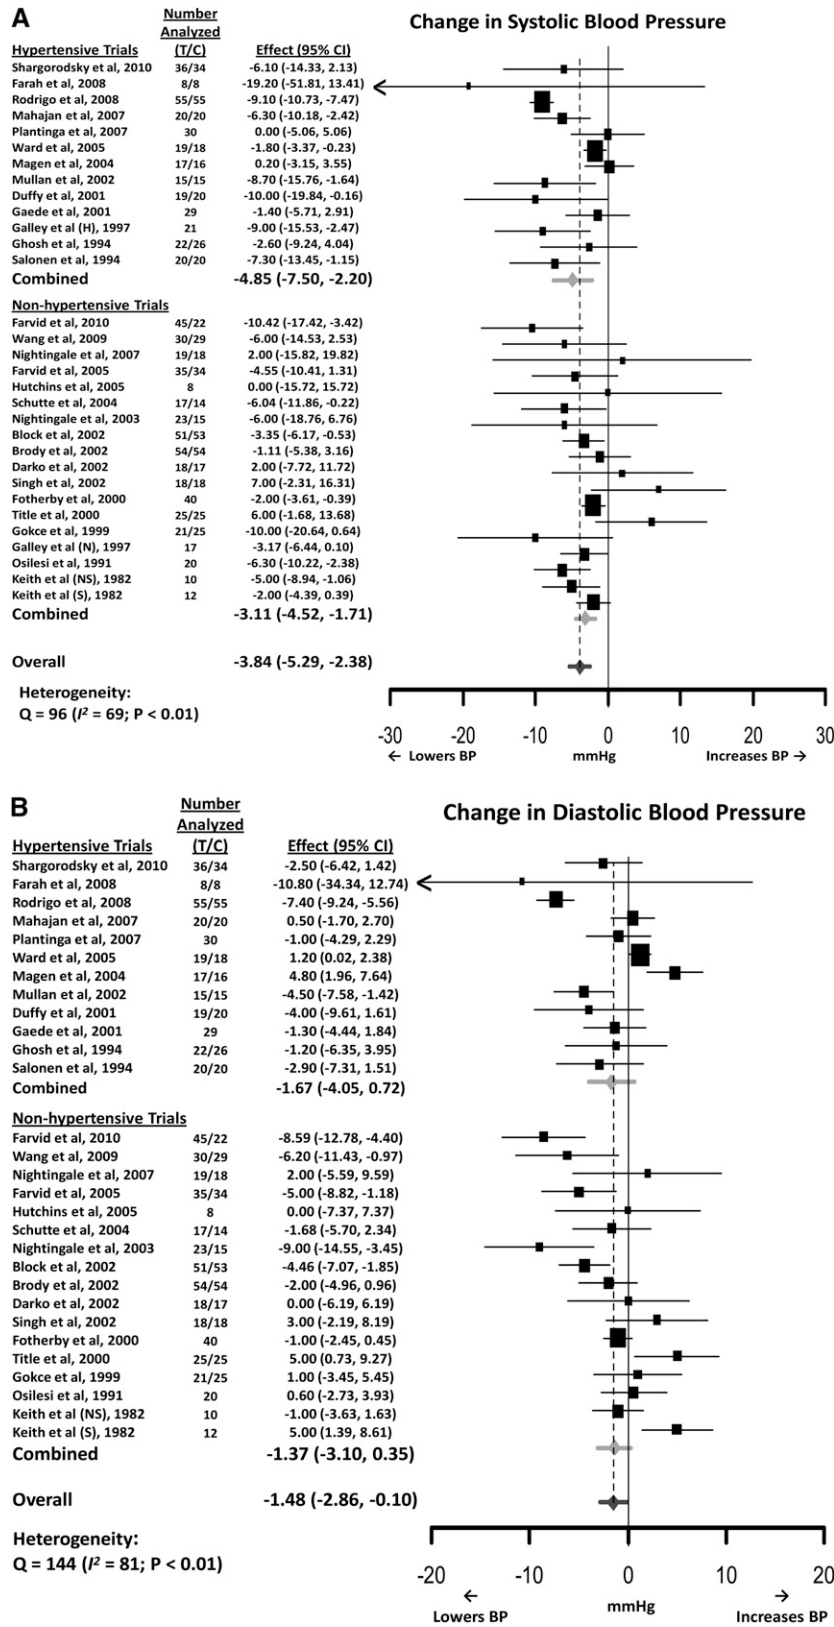 A
Change in Systolic Blood Pressure
Number
Analyzed
Hypertensive Trials (T/C) Effect (95% CI)
Shargorodsky et al, 2010 36/34 -6.10 (-14.33, 2.13)
Farah et al, 2008 8/8 -19.20 (-51.81, 13.41)
Rodrigo et al, 2008 55/55 -9.10 (-10.73, -7.47)
Mahajan et al, 2007 20/20 -6.30 (-10.18, -2.42)
Plantinga et al, 2007 30 0.00 (-5.06, 5.06)
Ward et al, 2005 19/18 -1.80 (-3.37, -0.23)
Magen et al, 2004 17/16 0.20 (-3.15, 3.55)
Mullan et al, 2002 15/15 -8.70 (-15.76, -1.64)
Duffy et al, 2001 19/20 -10.00 (-19.84, -0.16)
Gaede et al, 2001 29 -1.40 (-5.71, 2.91)
Galley et al (H), 1997 21 -9.00 (-15.53, -2.47)
Ghosh et al, 1994 22/26 -2.60 (-9.24, 4.04)
Salonen et al, 1994 20/20 -7.30 (-13.45, -1.15)
Combined -4.85 (-7.50, -2.20)
Non-hypertensive Trials
Farvid et al, 2010 45/22 -10.42 (-17.42, -3.42)
Wang et al, 2009 30/29 -6.00 (-14.53, 2.53)
Nightingale et al, 2007 19/18 2.00 (-15.82, 19.82)
Farvid et al, 2005 35/34 -4.55 (-10.41, 1.31)
Hutchins et al, 2005 8 0.00 (-15.72, 15.72)
Schutte et al, 2004 17/14 -6.04 (-11.86, -0.22)
Nightingale et al, 2003 23/15 -6.00 (-18.76, 6.76)
Block et al, 2002 51/53 -3.35 (-6.17, -0.53)
Brody et al, 2002 54/54 -1.11 (-5.38, 3.16)
Darko et al, 2002 18/17 2.00 (-7.72, 11.72)
Singh et al, 2002 18/18 7.00 (-2.31, 16.31)
Fotherby et al, 2000 40 -2.00 (-3.61, -0.39)
Title et al, 2000 25/25 6.00 (-1.68, 13.68)
Gokce et al, 1999 21/25 -10.00 (-20.64, 0.64)
Galley et al (N), 1997 17 -3.17 (-6.44, 0.10)
Osilesi et al, 1991 20 -6.30 (-10.22, -2.38)
Keith et al (NS), 1982 10 -5.00 (-8.94, -1.06)
Keith et al (S), 1982 12 -2.00 (-4.39, 0.39)
Combined -3.11 (-4.52, -1.71)
Overall -3.84 (-5.29, -2.38)
Heterogeneity:
Q = 96 (I² = 69; P < 0.01)
-30 -20 -10 0 10 20 30
← Lowers BP mmHg Increases BP →
B
Change in Diastolic Blood Pressure
Number
Analyzed
Hypertensive Trials (T/C) Effect (95% CI)
Shargorodsky et al, 2010 36/34 -2.50 (-6.42, 1.42)
Farah et al, 2008 8/8 -10.80 (-34.34, 12.74)
Rodrigo et al, 2008 55/55 -7.40 (-9.24, -5.56)
Mahajan et al, 2007 20/20 0.50 (-1.70, 2.70)
Plantinga et al, 2007 30 -1.00 (-4.29, 2.29)
Ward et al, 2005 19/18 1.20 (0.02, 2.38)
Magen et al, 2004 17/16 4.80 (1.96, 7.64)
Mullan et al, 2002 15/15 -4.50 (-7.58, -1.42)
Duffy et al, 2001 19/20 -4.00 (-9.61, 1.61)
Gaede et al, 2001 29 -1.30 (-4.44, 1.84)
Ghosh et al, 1994 22/26 -1.20 (-6.35, 3.95)
Salonen et al, 1994 20/20 -2.90 (-7.31, 1.51)
Combined -1.67 (-4.05, 0.72)
Non-hypertensive Trials
Farvid et al, 2010 45/22 -8.59 (-12.78, -4.40)
Wang et al, 2009 30/29 -6.20 (-11.43, -0.97)
Nightingale et al, 2007 19/18 2.00 (-5.59, 9.59)
Farvid et al, 2005 35/34 -5.00 (-8.82, -1.18)
Hutchins et al, 2005 8 0.00 (-7.37, 7.37)
Schutte et al, 2004 17/14 -1.68 (-5.70, 2.34)
Nightingale et al, 2003 23/15 -9.00 (-14.55, -3.45)
Block et al, 2002 51/53 -4.46 (-7.07, -1.85)
Brody et al, 2002 54/54 -2.00 (-4.96, 0.96)
Darko et al, 2002 18/17 0.00 (-6.19, 6.19)
Singh et al, 2002 18/18 3.00 (-2.19, 8.19)
Fotherby et al, 2000 40 -1.00 (-2.45, 0.45)
Title et al, 2000 25/25 5.00 (0.73, 9.27)
Gokce et al, 1999 21/25 1.00 (-3.45, 5.45)
Osilesi et al, 1991 20 0.60 (-2.73, 3.93)
Keith et al (NS), 1982 10 -1.00 (-3.63, 1.63)
Keith et al (S), 1982 12 5.00 (1.39, 8.61)
Combined -1.37 (-3.10, 0.35)
Overall -1.48 (-2.86, -0.10)
Heterogeneity:
Q = 144 (I² = 81; P < 0.01)
-20 -10 0 10 20
← mmHg →
Lowers BP Increases BP